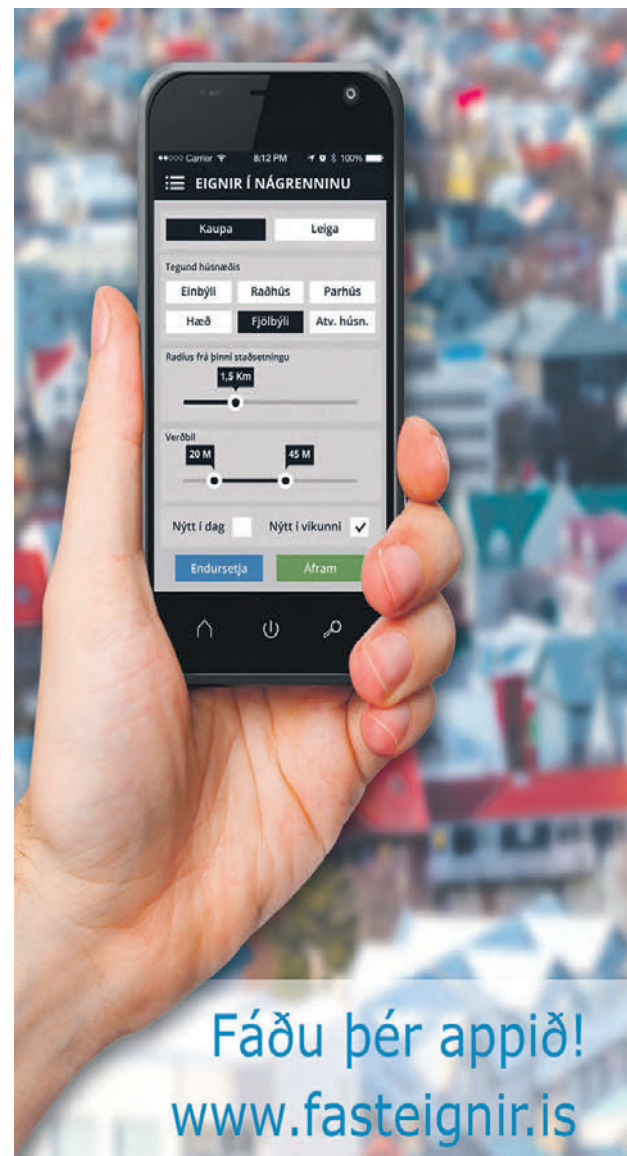 Carrier 8:12 PM 100%
EIGNIR Í NÁGRENNINU
Kaupa Leiga
Tegund húsnæðis
Einbýli Raðhús Parhús
Hæð Fjölbýli Atv. húsn.
Radíus frá þinni staðsetningu
1,5 Km
Verðbil
20 M 45 M
Nýtt í dag Nýtt í vikunni
Endursetja Áfram
Fáðu þér appið!
www.fasteignir.is